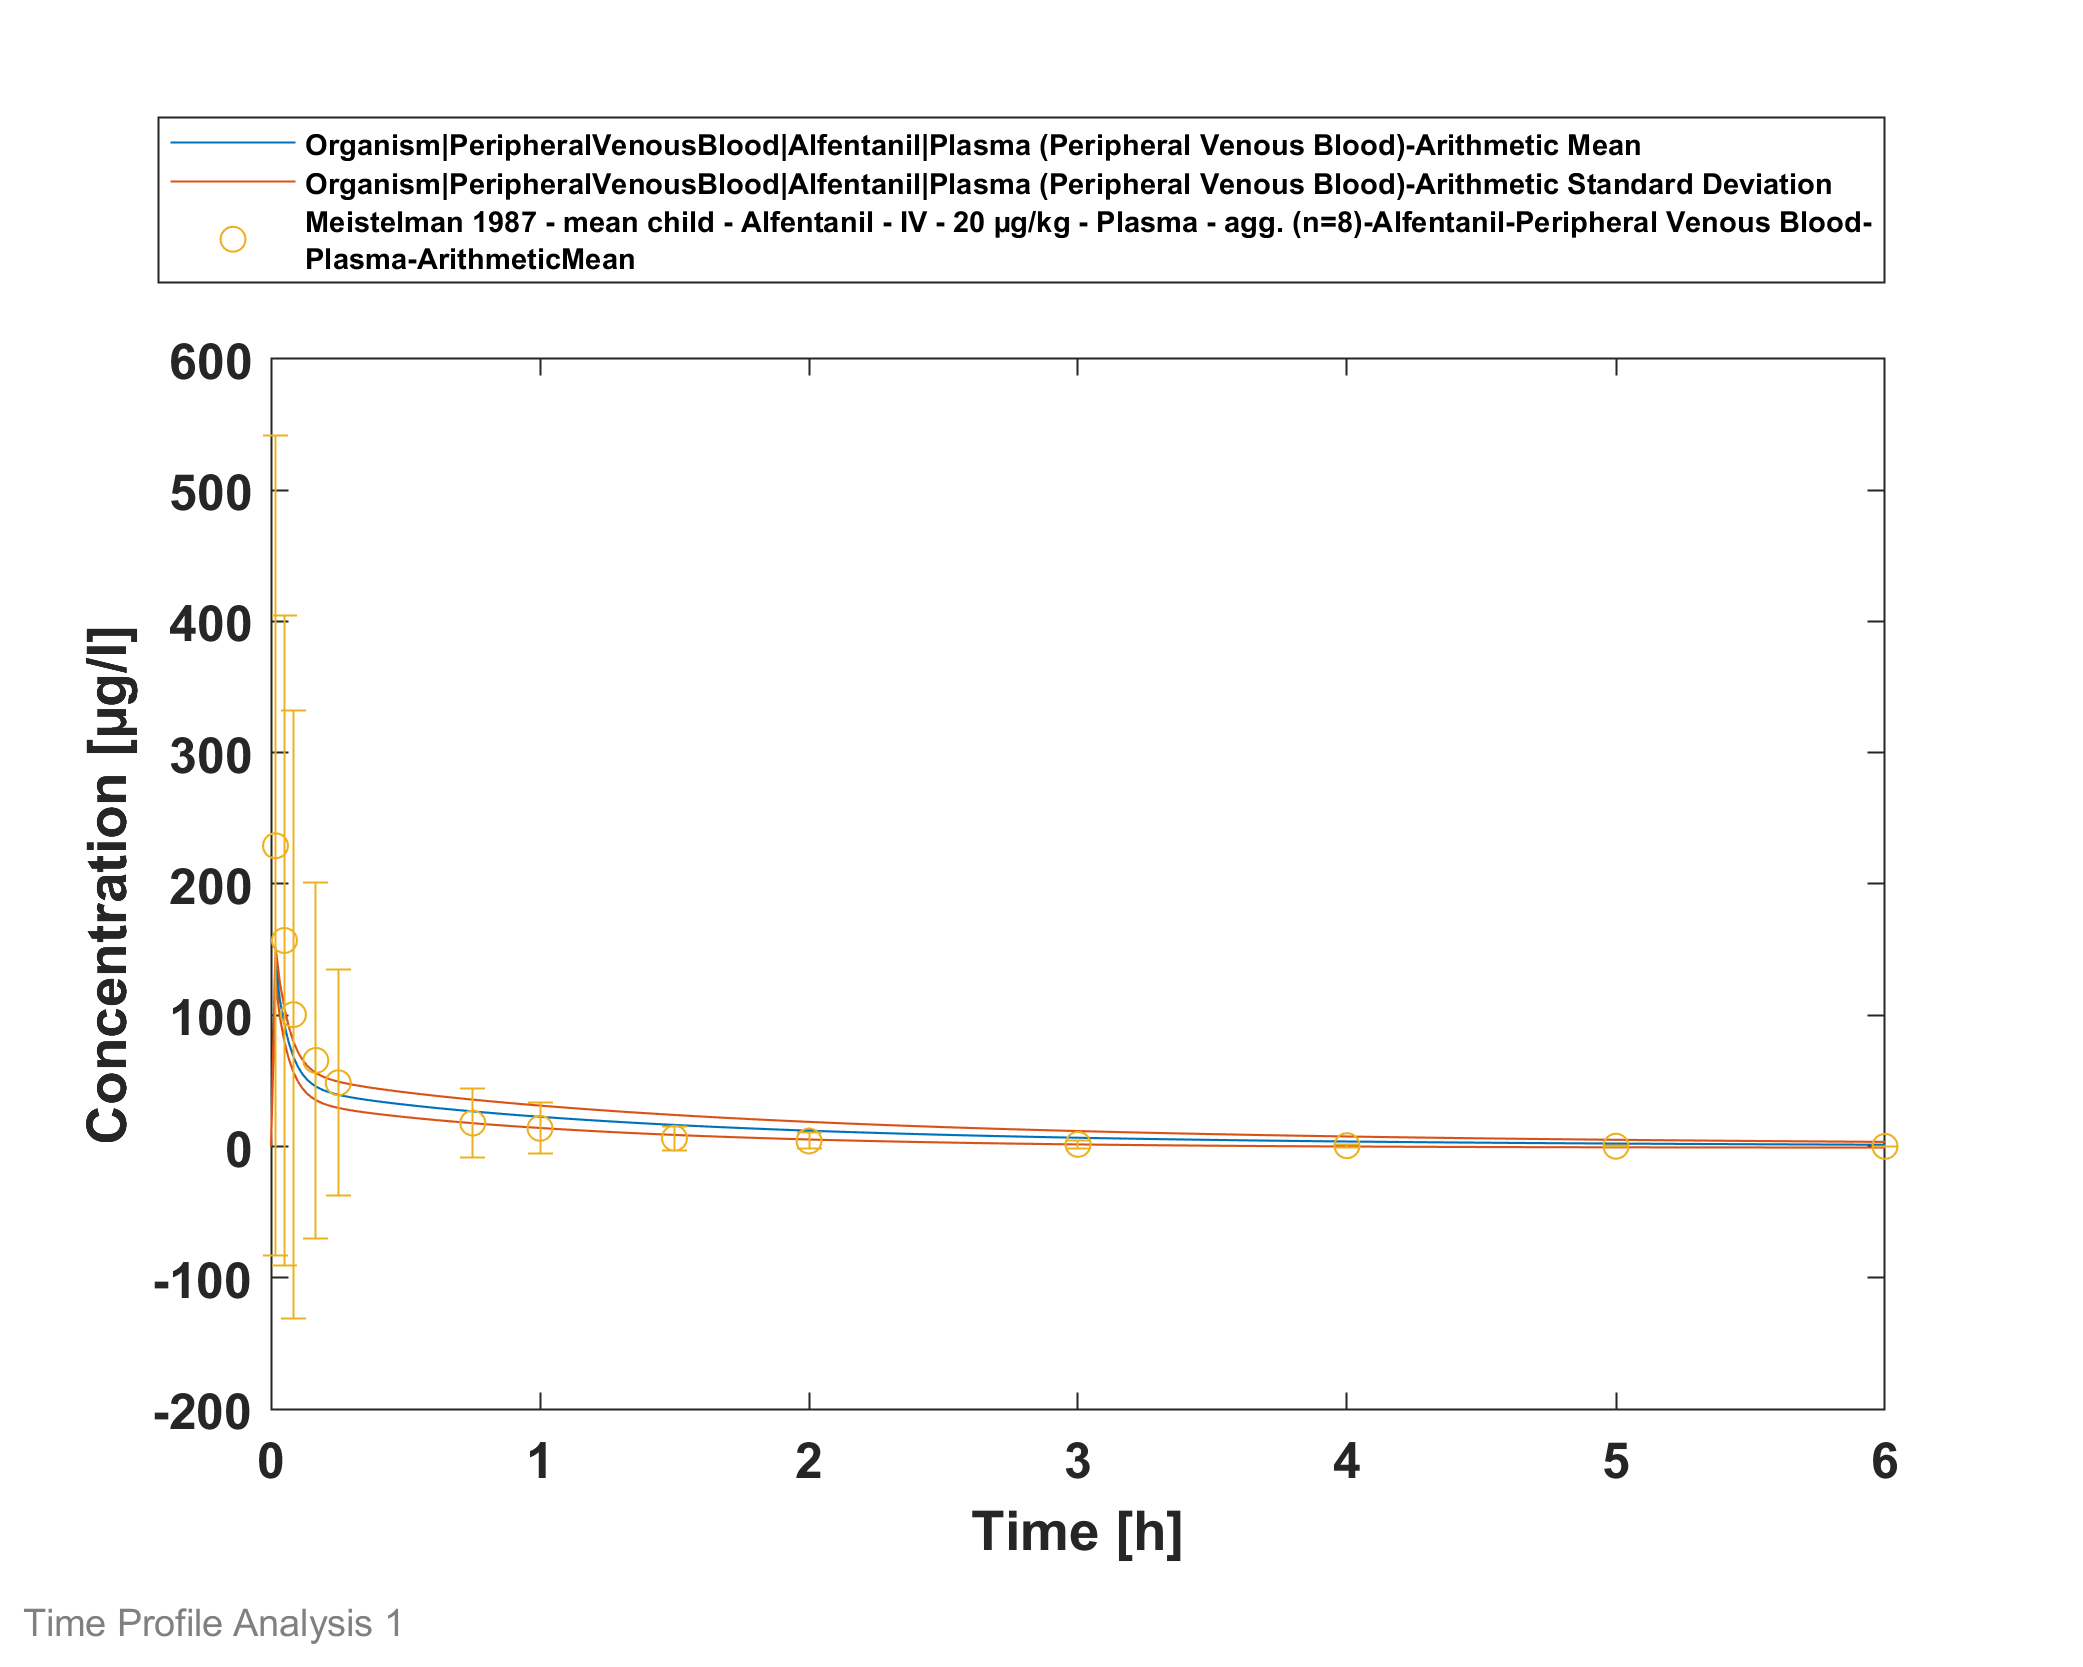 Organism|PeripheralVenousBlood|Alfentanil|Plasma (Peripheral Venous Blood)-Arithmetic Mean
Organism|PeripheralVenousBlood|Alfentanil|Plasma (Peripheral Venous Blood)-Arithmetic Standard Deviation
Meistelman 1987 - mean child - Alfentanil - IV - 20 µg/kg - Plasma - agg. (n=8)-Alfentanil-Peripheral Venous Blood-
Plasma-ArithmeticMean
600
500
400
300
200
100
0
-100
-200
Concentration [µg/l]
0 1 2 3 4 5 6
Time [h]
Time Profile Analysis 1